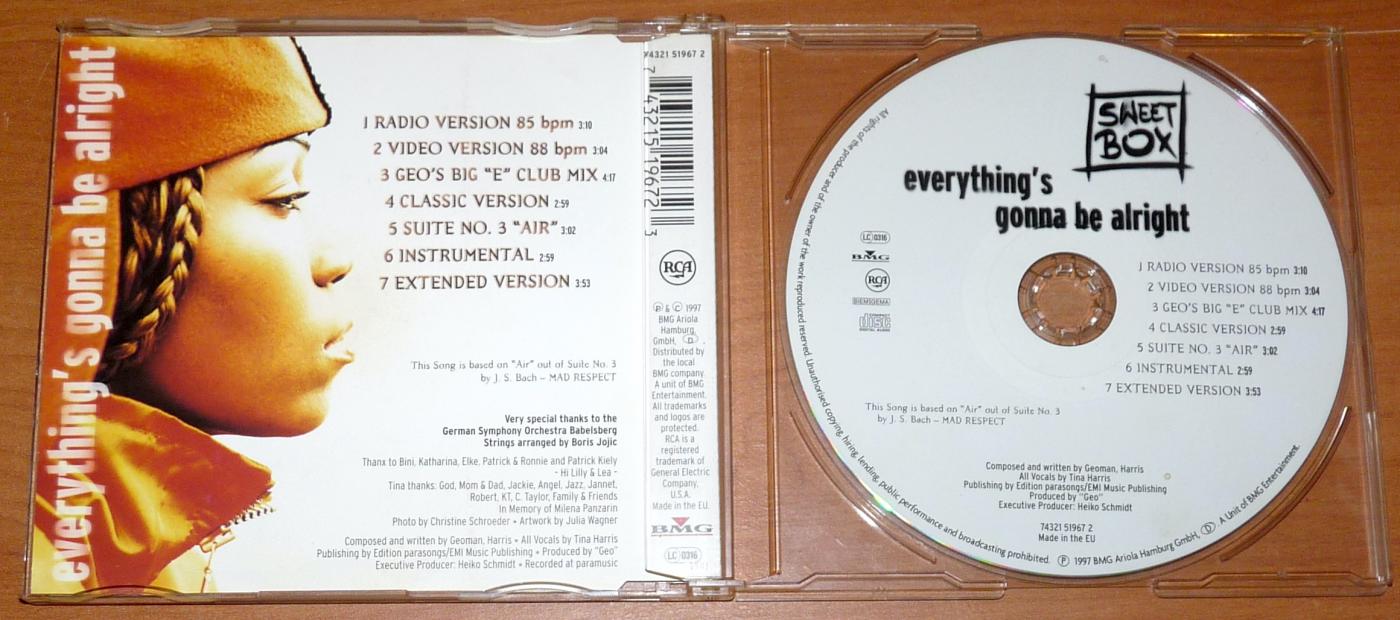 everything's gonna be alright
1 RADIO VERSION 85 bpm 3:10
2 VIDEO VERSION 88 bpm 3:04
3 GEO'S BIG "E" CLUB MIX 4:17
4 CLASSIC VERSION 2:59
5 SUITE NO. 3 "AIR" 3:02
6 INSTRUMENTAL 2:59
7 EXTENDED VERSION 3:53
This Song is based on "Air" out of Suite No. 3
by J. S. Bach – MAD RESPECT
Very special thanks to the
German Symphony Orchestra Babelsberg
Strings arranged by Boris Jojic
Thanx to Bini, Katharina, Elke, Patrick & Ronnie and Patrick Kiely
- Hi Lilly & Lea -
Tina thanks: God, Mom & Dad, Jackie, Angel, Jazz, Jannet,
Robert, KT, C. Taylor, Family & Friends
In Memory of Milena Panzarin
Photo by Christine Schroeder • Artwork by Julia Wagner
Composed and written by Geoman, Harris • All Vocals by Tina Harris
Publishing by Edition parasongs/EMI Music Publishing • Produced by "Geo"
Executive Producer: Heiko Schmidt • Recorded at paramusic
74321 51967 2
7 43215 19672 3
RCA
Ⓟ & © 1997
BMG Ariola
Hamburg
GmbH, D.
Distributed by
the local
BMG company.
A unit of BMG
Entertainment.
All trademarks
and logos are
protected.
RCA is a
registered
trademark of
General Electric
Company,
U.S.A.
Made in the EU.
BMG
LC 0316
SWEET
BOX
everything's
gonna be alright
LC 0316
BMG
RCA
BIEM/GEMA
COMPACT
disc
DIGITAL AUDIO
1 RADIO VERSION 85 bpm 3:10
2 VIDEO VERSION 88 bpm 3:04
3 GEO'S BIG "E" CLUB MIX 4:17
4 CLASSIC VERSION 2:59
5 SUITE NO. 3 "AIR" 3:02
6 INSTRUMENTAL 2:59
7 EXTENDED VERSION 3:53
This Song is based on "Air" out of Suite No. 3
by J. S. Bach – MAD RESPECT
Composed and written by Geoman, Harris
All Vocals by Tina Harris
Publishing by Edition parasongs/EMI Music Publishing
Produced by "Geo"
Executive Producer: Heiko Schmidt
74321 51967 2
Made in the EU
All rights of the producer and of the owner of the work reproduced reserved. Unauthorised copying, hiring, lending, public performance and broadcasting prohibited. Ⓟ 1997 BMG Ariola Hamburg GmbH, D A Unit of BMG Entertainment.